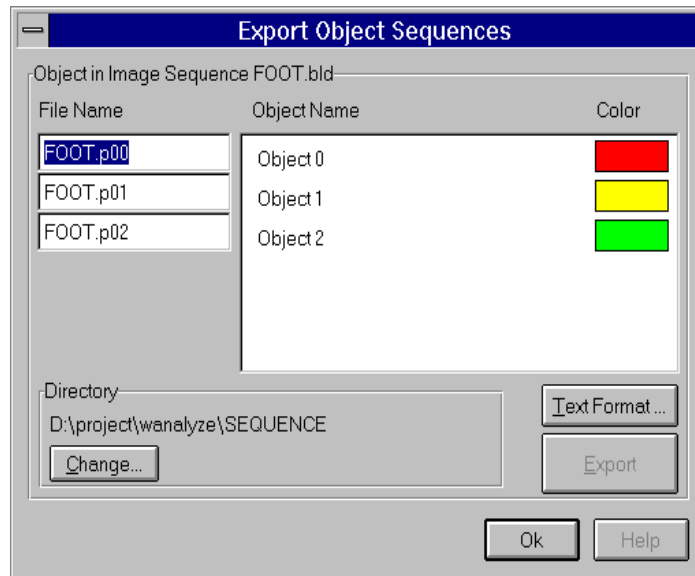 Export Object Sequences
Object in Image Sequence FOOT.bld
File Name Object Name Color
FOOT.p00 Object 0
FOOT.p01 Object 1
FOOT.p02 Object 2
Directory
D:\project\wanalyze\SEQUENCE
Change...
Text Format ...
Export
Ok Help